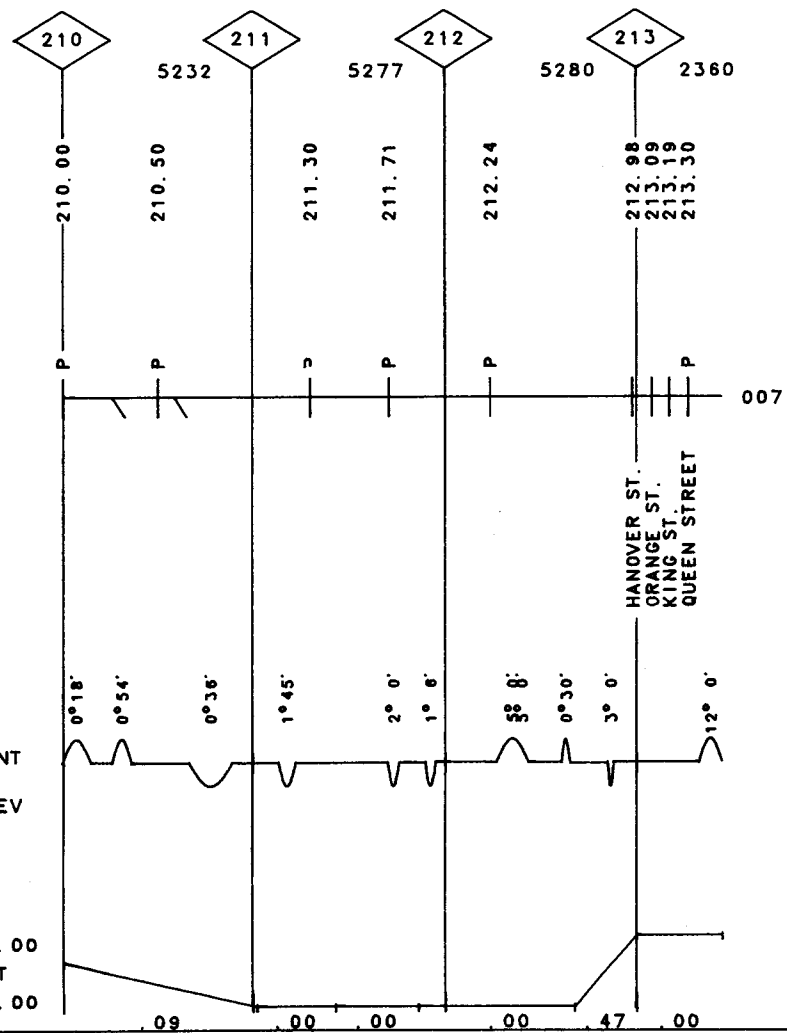 210 211 212 213
5232 5277 5280 2360
210.00
210.50
211.30
211.71
212.24
212.98
213.09
213.19
213.30
P P P P P
007
HANOVER ST.
ORANGE ST.
KING ST.
QUEEN STREET
0°18'
0°54'
0°36'
1°45'
2° 0'
0°30'
3° 0'
12° 0'
NT
EV
.00
T
.00
.09 .00 .00 .00 .47 .00